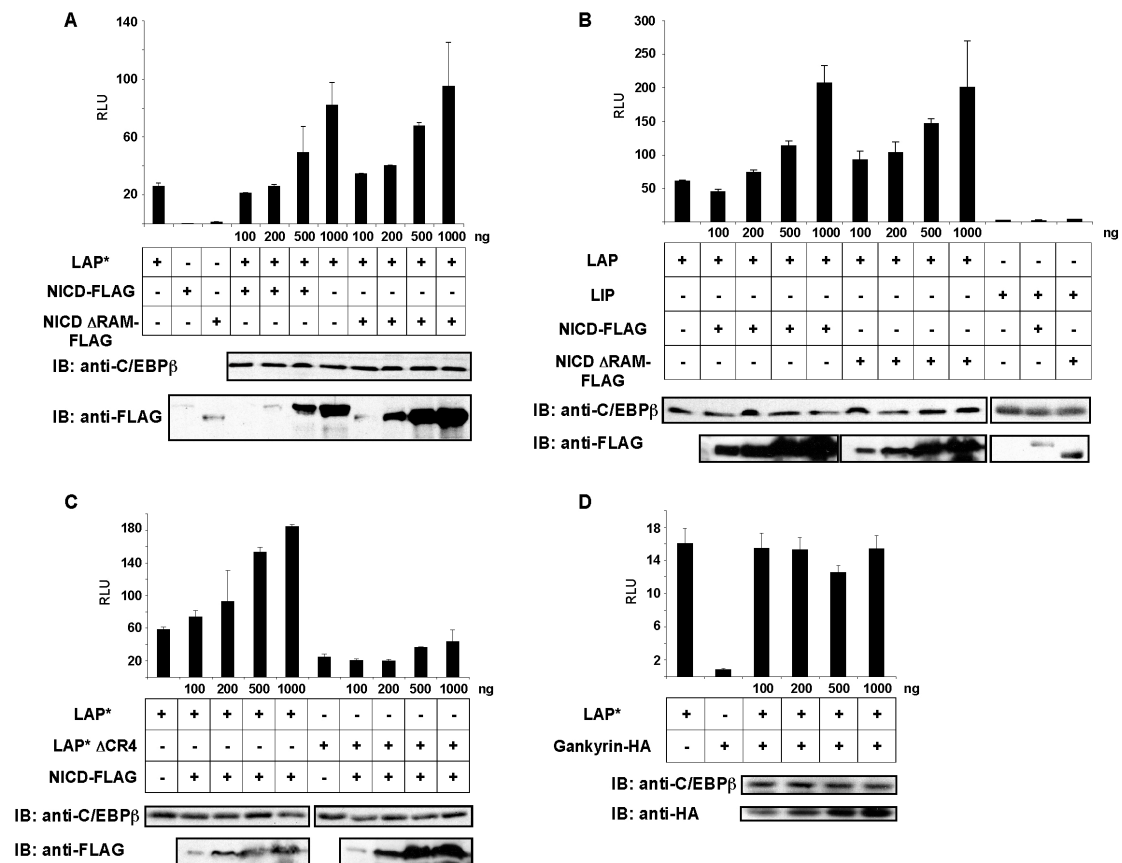 A
140
100
60
20
RLU
100 200 500 1000 100 200 500 1000 ng
LAP* + - - + + + + + + + +
NICD-FLAG - + - + + + - - - - -
NICD ΔRAM-FLAG - - + - - - - + + + +
IB: anti-C/EBPβ
IB: anti-FLAG
B
300
250
200
150
100
50
RLU
100 200 500 1000 100 200 500 1000 ng
LAP + + + + + + + + + - - -
LIP - - - - - - - - - + + +
NICD-FLAG - + + + + - - - - - + -
NICD ΔRAM-FLAG - - - - - + + + + - - +
IB: anti-C/EBPβ
IB: anti-FLAG
C
180
140
100
60
20
RLU
100 200 500 1000 100 200 500 1000 ng
LAP* + + + + + - - - - -
LAP* ΔCR4 - - - - - + + + + +
NICD-FLAG - + + + + - + + + +
IB: anti-C/EBPβ
IB: anti-FLAG
D
18
14
10
6
2
RLU
100 200 500 1000 ng
LAP* + - + + + +
Gankyrin-HA - + + + + +
IB: anti-C/EBPβ
IB: anti-HA